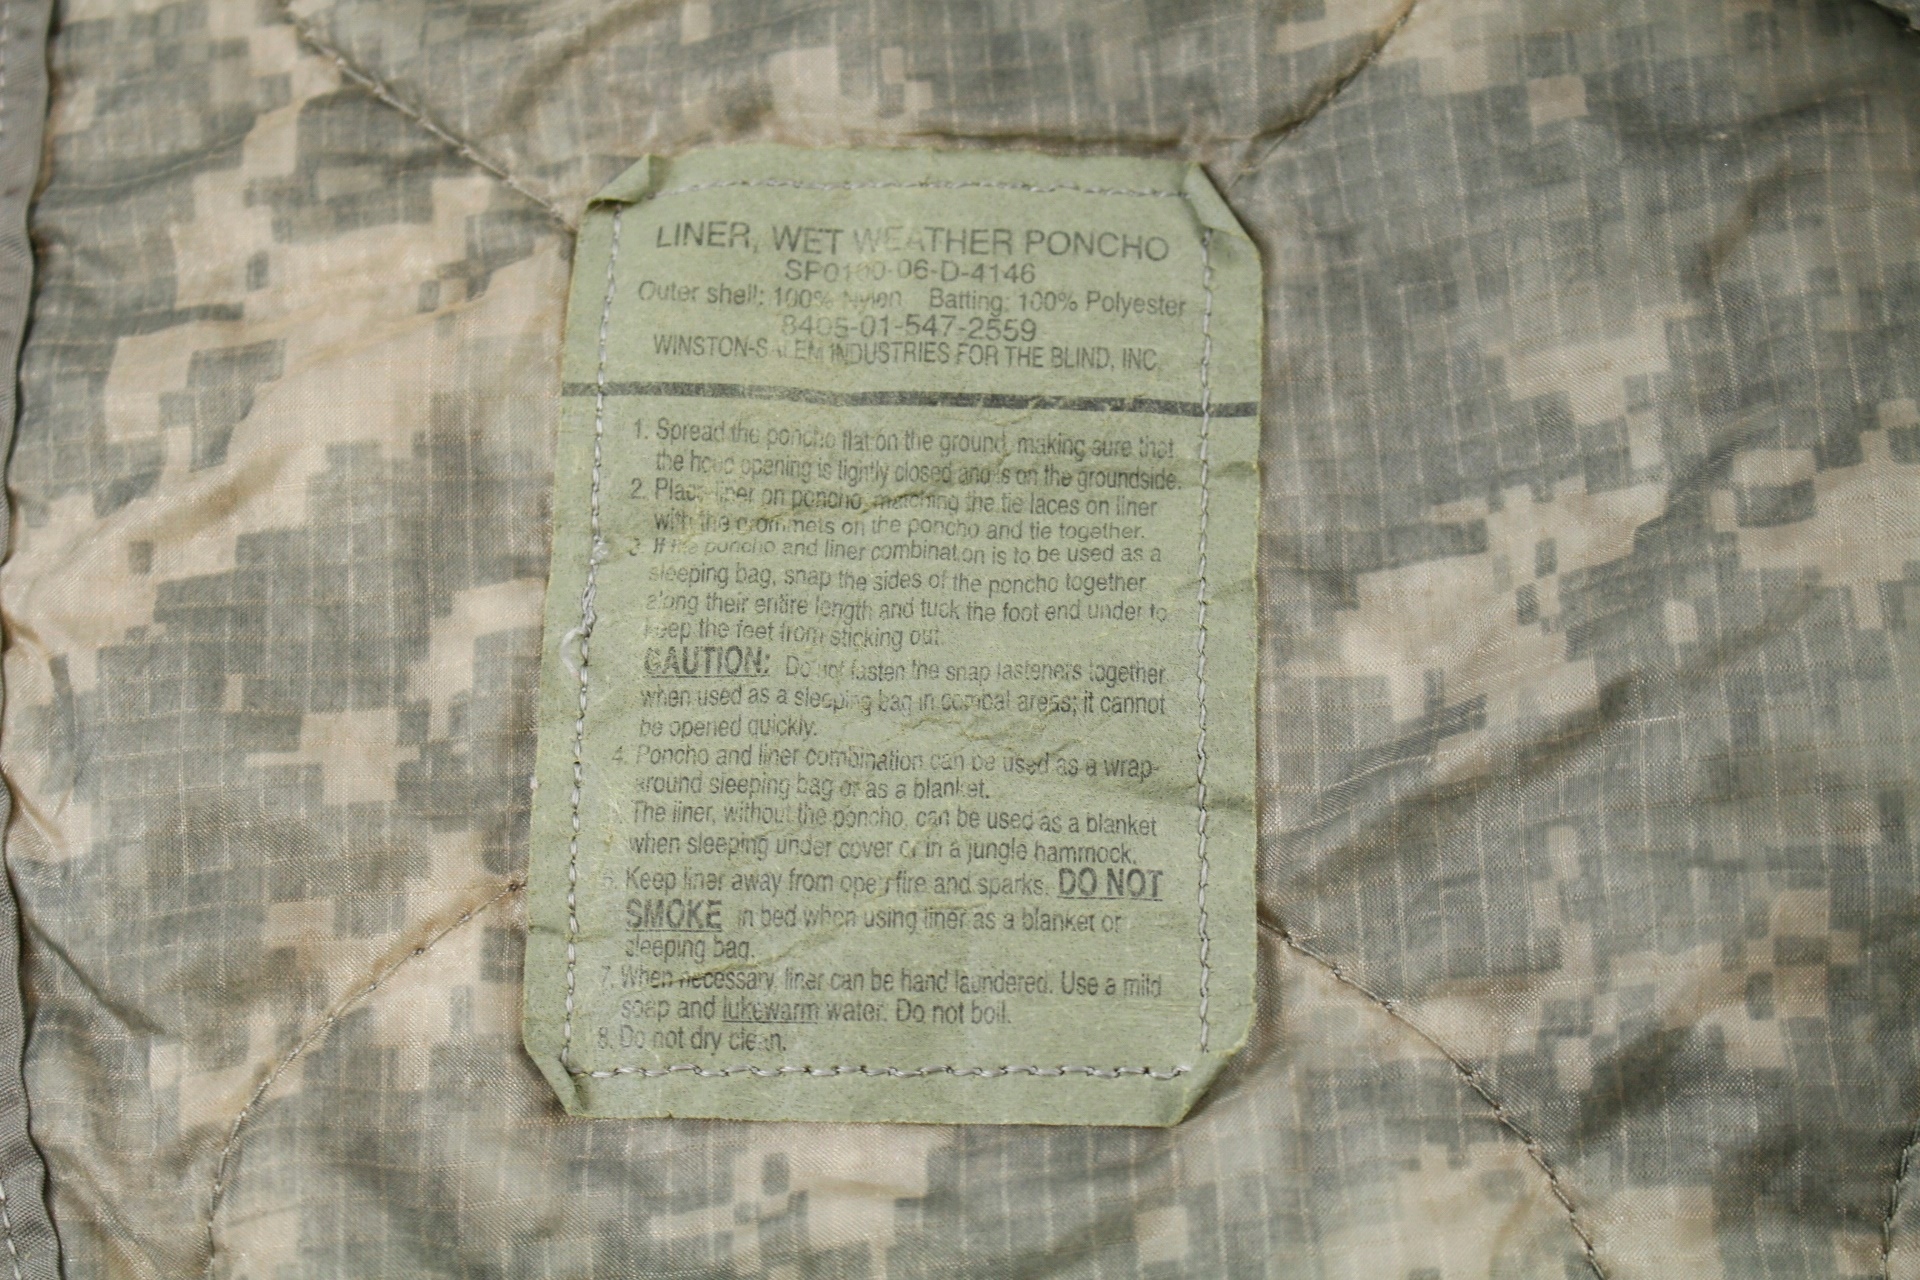 LINER, WET WEATHER PONCHO
SP0100-06-D-4146
Outer shell: 100% Nylon Batting: 100% Polyester
8405-01-547-2559
WINSTON-SALEM INDUSTRIES FOR THE BLIND, INC.
1. Spread the poncho flat on the ground, making sure that
the hood opening is tightly closed and is on the groundside.
2. Place liner on poncho, matching the tie laces on liner
with the grommets on the poncho and tie together.
3. If the poncho and liner combination is to be used as a
sleeping bag, snap the sides of the poncho together
along their entire length and tuck the foot end under to
keep the feet from sticking out.
CAUTION: Do not fasten the snap fasteners together
when used as a sleeping bag in combat areas; it cannot
be opened quickly.
4. Poncho and liner combination can be used as a wrap-
around sleeping bag or as a blanket.
5. The liner, without the poncho, can be used as a blanket
when sleeping under cover or in a jungle hammock.
6. Keep liner away from open fire and sparks. DO NOT
SMOKE in bed when using liner as a blanket or
sleeping bag.
7. When necessary, liner can be hand laundered. Use a mild
soap and lukewarm water. Do not boil.
8. Do not dry clean.